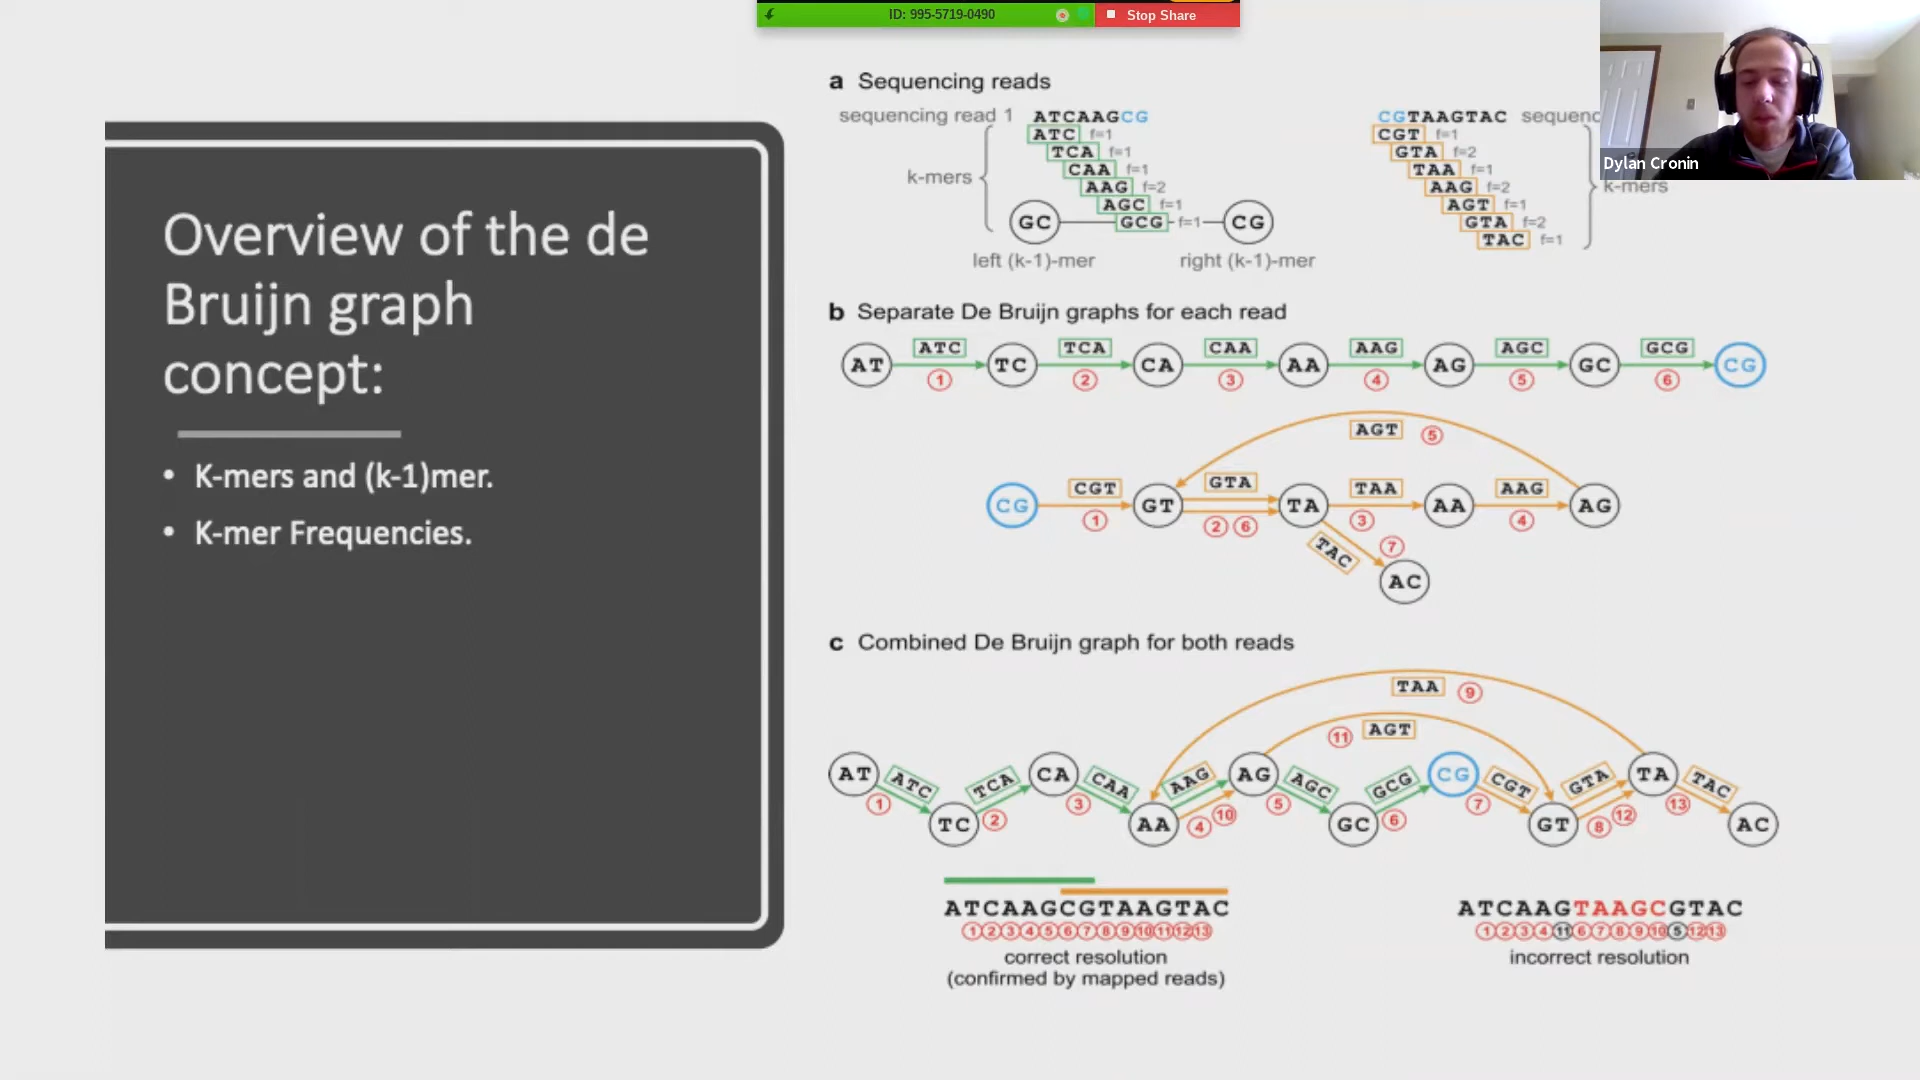 ID: 995-5719-0490
Stop Share
Dylan Cronin
Overview of the de
Bruijn graph
concept:
• K-mers and (k-1)mer.
• K-mer Frequencies.
a Sequencing reads
sequencing read 1 ATCAAGCG
ATC f=1
TCA f=1
CAA f=1
AAG f=2
AGC f=1
GC GCG f=1 CG
k-mers
left (k-1)-mer right (k-1)-mer
CGTAAGTAC
CGT f=1
GTA f=2
TAA f=1
AAG f=2
AGT f=1
GTA f=2
TAC f=1
k-mers
b Separate De Bruijn graphs for each read
ATC TCA CAA AAG AGC GCG
AT TC CA AA AG GC CG
1 2 3 4 5 6
AGT 5
CGT GTA TAA AAG
CG GT TA AA AG
1 2 6 3 4
TAC 7
AC
c Combined De Bruijn graph for both reads
TAA 9
11 AGT
AT ATC TCA CA CAA AAG AG AGC GCG CG CGT GTA TA TAC
1 TC 2 3 AA 4 10 5 GC 6 7 GT 8 12 13 AC
ATCAAGCGTAAGTAC
1 2 3 4 5 6 7 8 9 10 11 12 13
correct resolution
(confirmed by mapped reads)
ATCAAGTAAGCGTAC
1 2 3 4 11 6 7 8 9 10 5 12 13
incorrect resolution